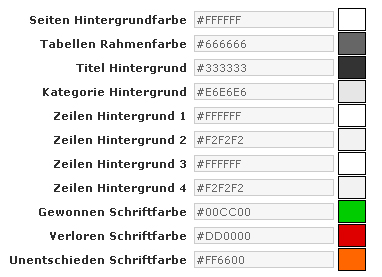 Seiten Hintergrundfarbe #FFFFFF
Tabellen Rahmenfarbe #666666
Titel Hintergrund #333333
Kategorie Hintergrund #E6E6E6
Zeilen Hintergrund 1 #FFFFFF
Zeilen Hintergrund 2 #F2F2F2
Zeilen Hintergrund 3 #FFFFFF
Zeilen Hintergrund 4 #F2F2F2
Gewonnen Schriftfarbe #00CC00
Verloren Schriftfarbe #DD0000
Unentschieden Schriftfarbe #FF6600